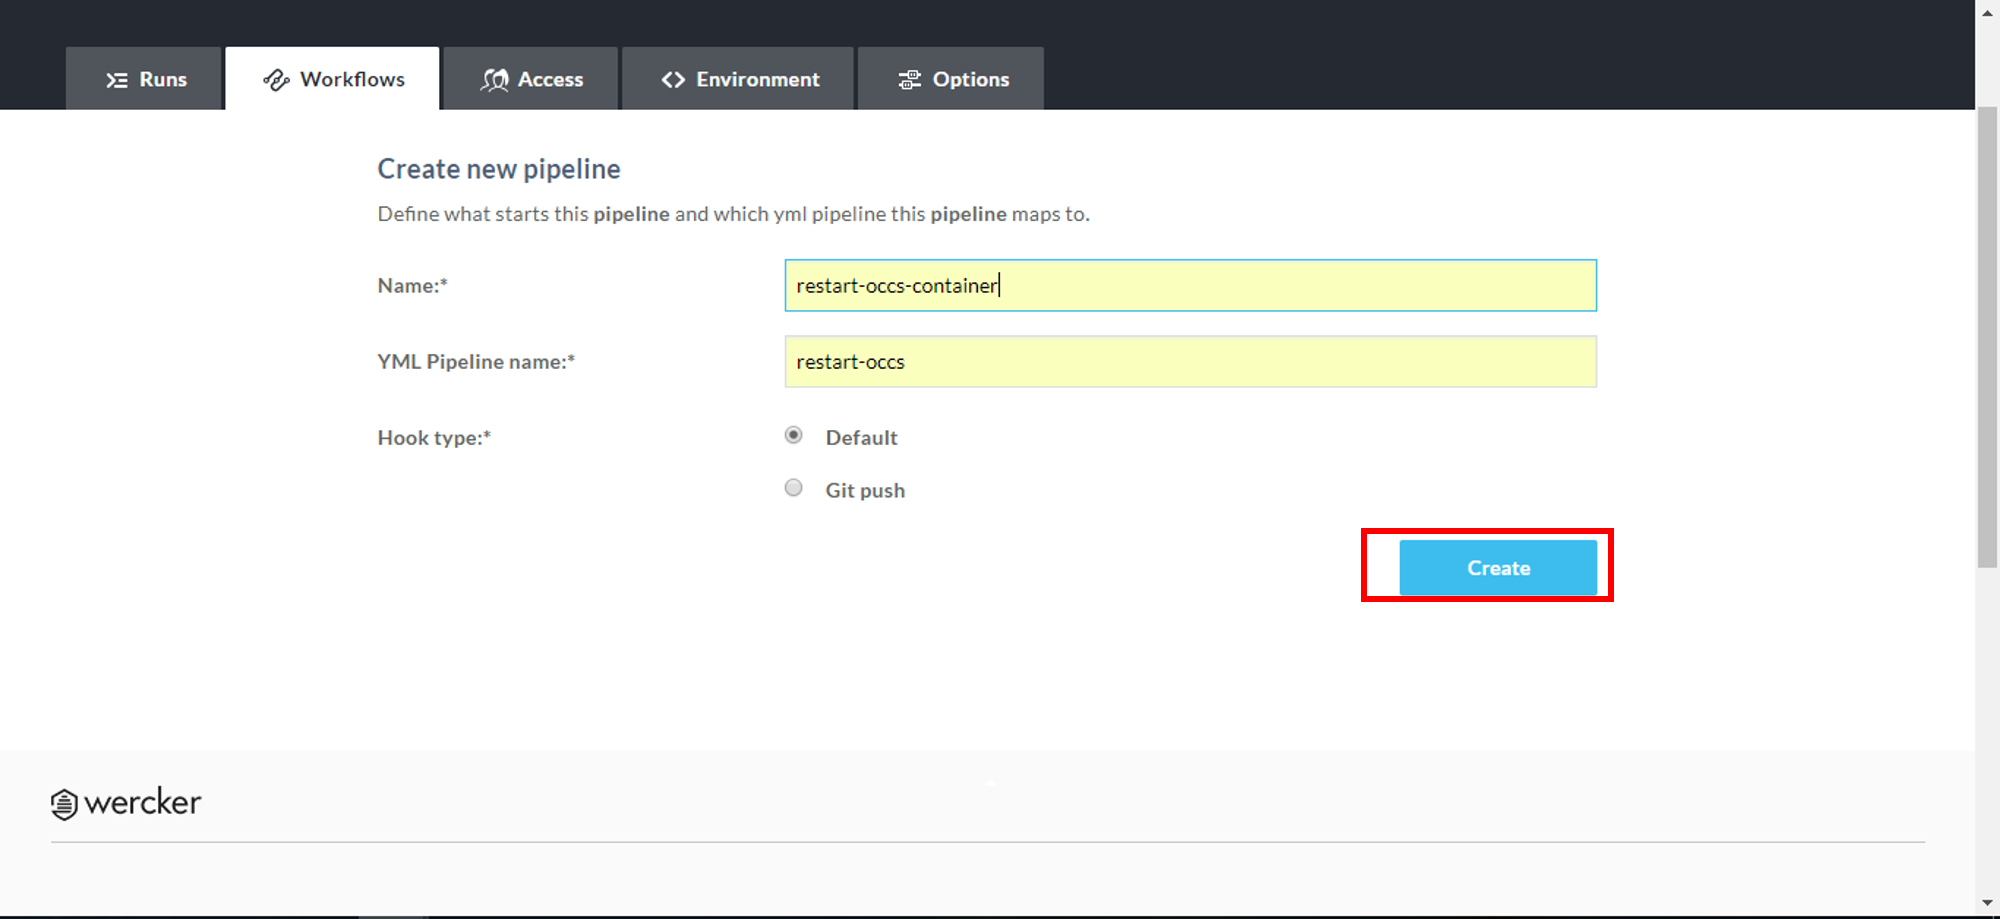 Runs Workflows Access Environment Options
Create new pipeline
Define what starts this pipeline and which yml pipeline this pipeline maps to.
Name:* restart-occs-container
YML Pipeline name:* restart-occs
Hook type:* Default
Git push
Create
wercker